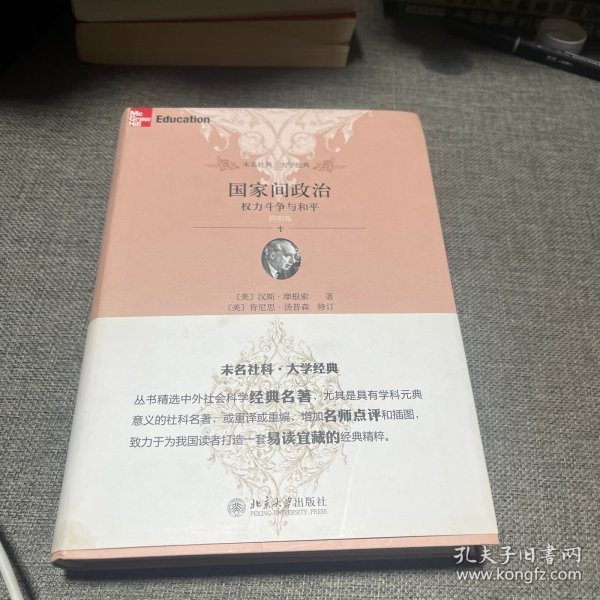 Mc
Graw
Hill
Education
未名社科·大学经典
国家间政治
权力斗争与和平
简明版
〔美〕汉斯·摩根索 著
〔美〕肯尼思·汤普森 修订
未名社科·大学经典
丛书精选中外社会科学经典名著，尤其是具有学科元典
意义的社科名著，或重译或重编，增加名师点评和插图，
致力于为我国读者打造一套易读宜藏的经典精粹。
北京大学出版社
PEKING UNIVERSITY PRESS
孔夫子旧书网
www.kongfz.com